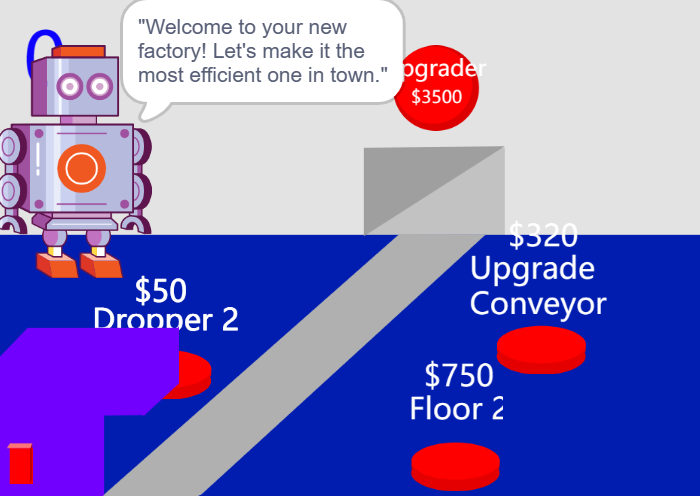 "Welcome to your new
factory! Let's make it the
most efficient one in town."
pgrader
$3500
$320
Upgrade
Conveyor
$50
Dropper 2
$750
Floor 2